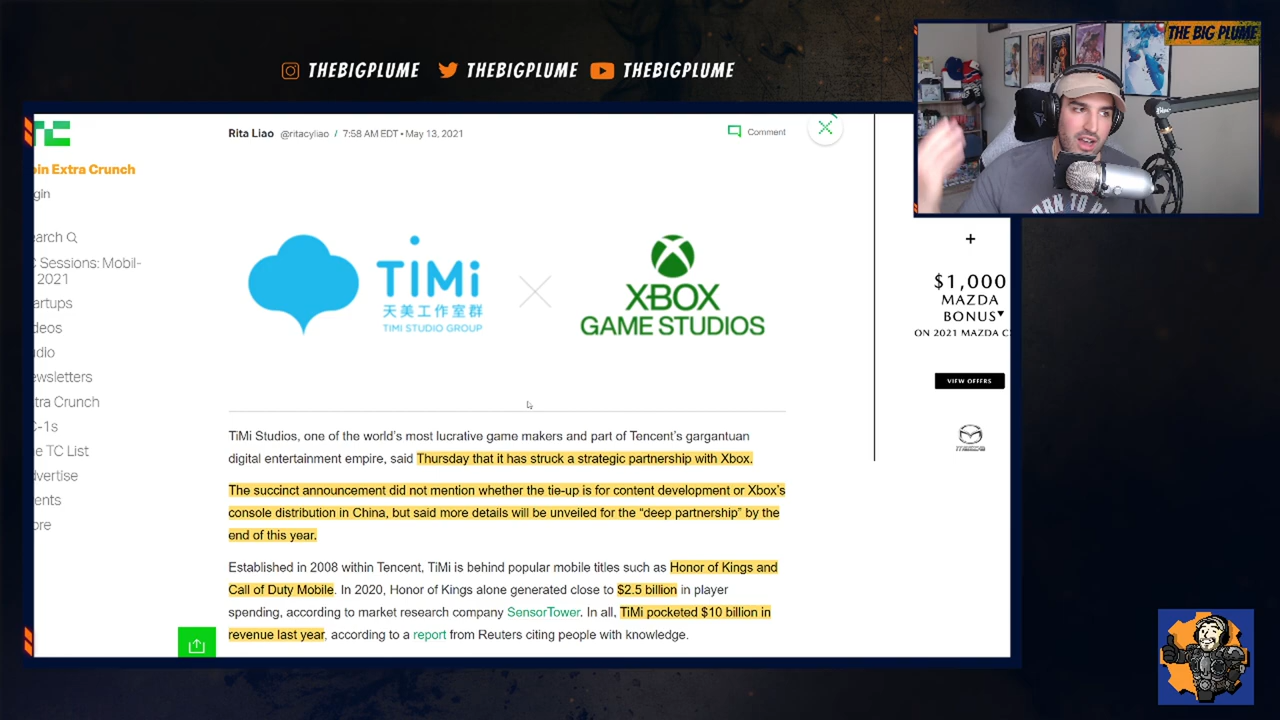 THEBIGPLUME THEBIGPLUME THEBIGPLUME
THE BIG PLUME
Rita Liao @ritacyliao / 7:58 AM EDT • May 13, 2021
Comment
TC
oin Extra Crunch
gin
earch
C Sessions: Mobil-
2021
artups
deos
dio
ewsletters
tra Crunch
C-1s
e TC List
dvertise
ents
ore
TiMi
天美工作室群
TIMI STUDIO GROUP
XBOX
GAME STUDIOS
TiMi Studios, one of the world's most lucrative game makers and part of Tencent's gargantuan
digital entertainment empire, said Thursday that it has struck a strategic partnership with Xbox.
The succinct announcement did not mention whether the tie-up is for content development or Xbox's
console distribution in China, but said more details will be unveiled for the "deep partnership" by the
end of this year.
Established in 2008 within Tencent, TiMi is behind popular mobile titles such as Honor of Kings and
Call of Duty Mobile. In 2020, Honor of Kings alone generated close to $2.5 billion in player
spending, according to market research company SensorTower. In all, TiMi pocketed $10 billion in
revenue last year, according to a report from Reuters citing people with knowledge.
+
$1,000
MAZDA
BONUS▼
ON 2021 MAZDA C
VIEW OFFERS
mazda